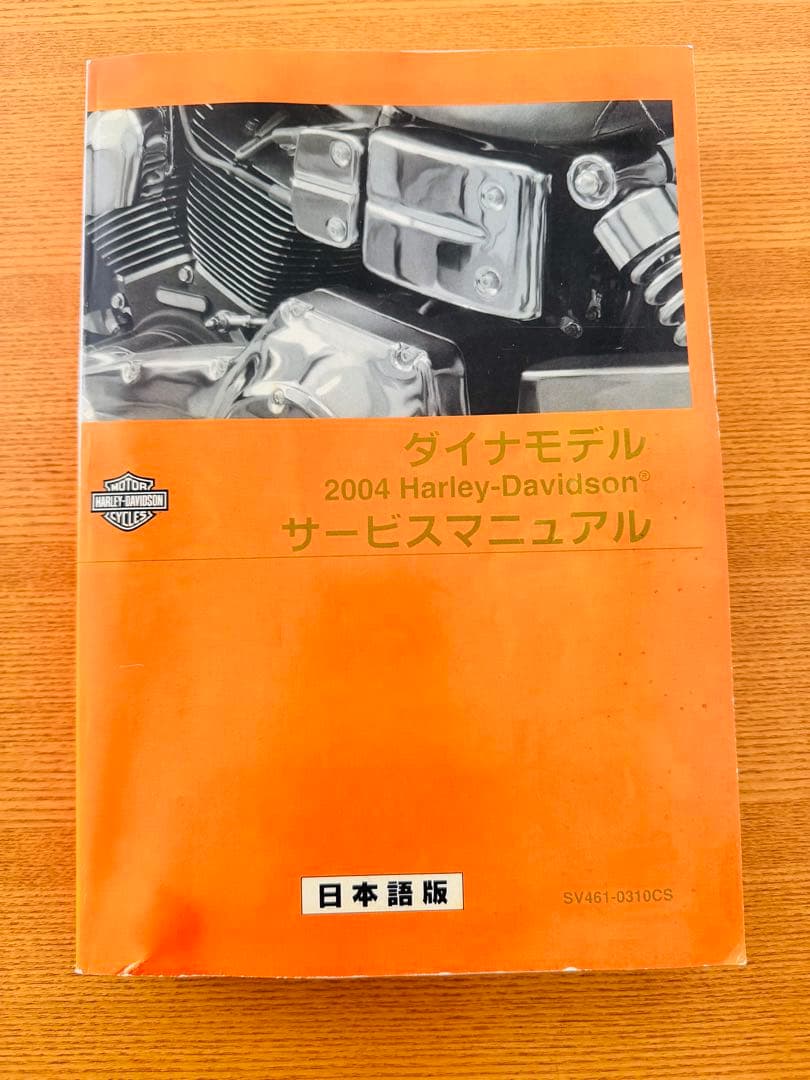 ダイナモデル
2004 Harley-Davidson®
サービスマニュアル
MOTOR
HARLEY-DAVIDSON
CYCLES
日本語版
SV461-0310CS